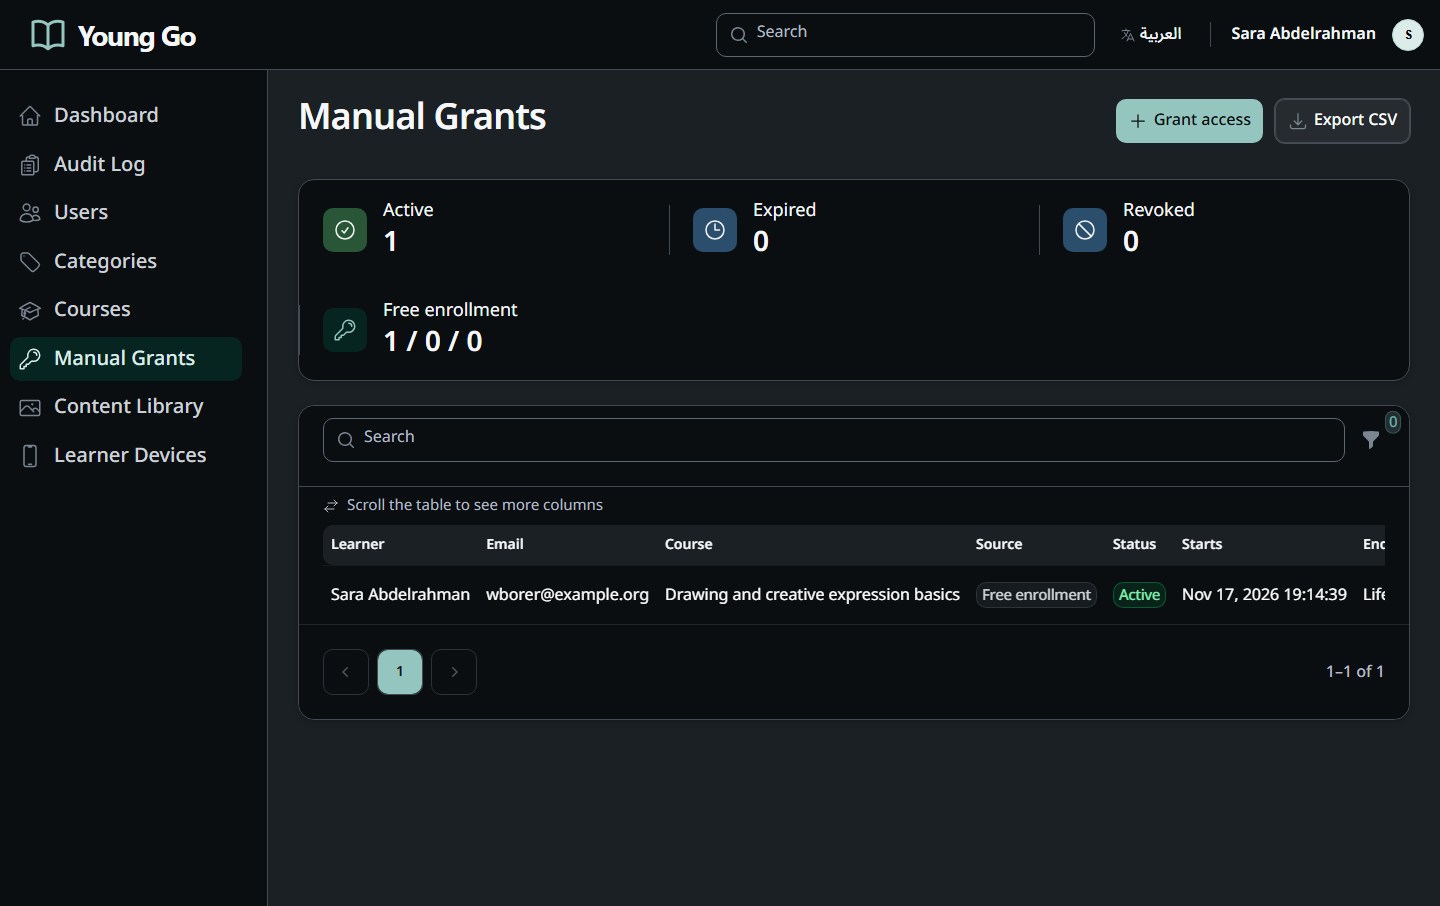 Young Go
Search
العربية
Sara Abdelrahman
S
Dashboard
Audit Log
Users
Categories
Courses
Manual Grants
Content Library
Learner Devices
Manual Grants
Grant access
Export CSV
Active
1
Expired
0
Revoked
0
Free enrollment
1 / 0 / 0
Search
0
Scroll the table to see more columns
Learner Email Course Source Status Starts Enc
Sara Abdelrahman wborer@example.org Drawing and creative expression basics Free enrollment Active Nov 17, 2026 19:14:39 Life
1
1–1 of 1